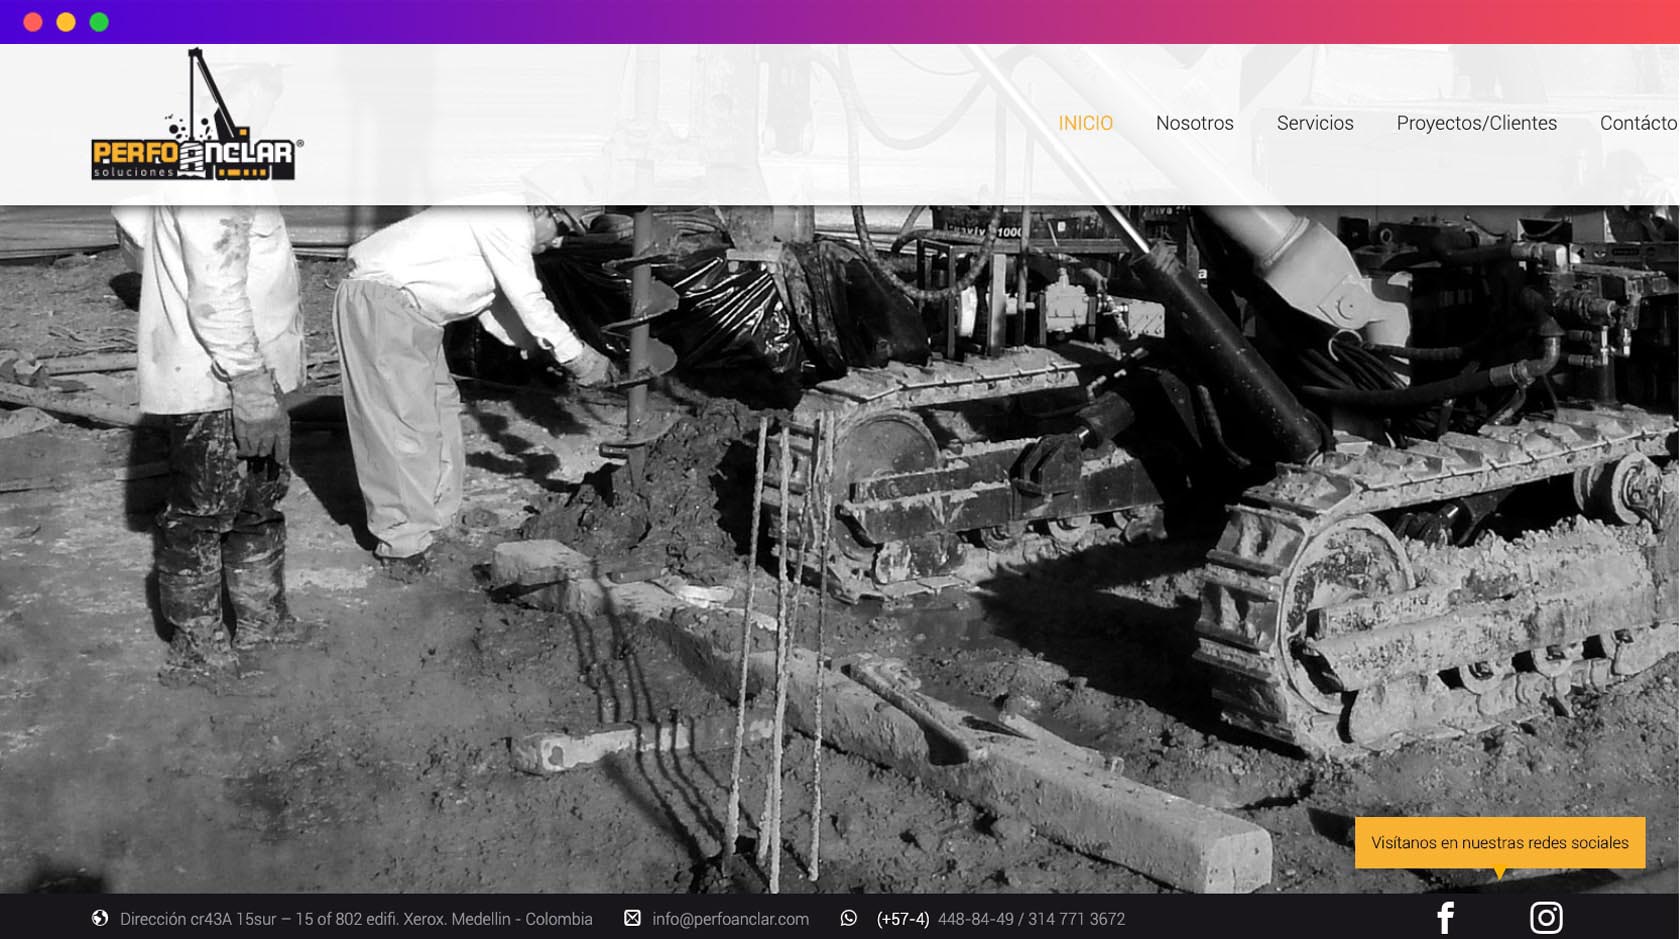 PERFOANCLAR®
soluciones
INICIO Nosotros Servicios Proyectos/Clientes Contácto
1000
Visítanos en nuestras redes sociales
Dirección cr43A 15sur – 15 of 802 edifi. Xerox. Medellin - Colombia info@perfoanclar.com (+57-4) 448-84-49 / 314 771 3672